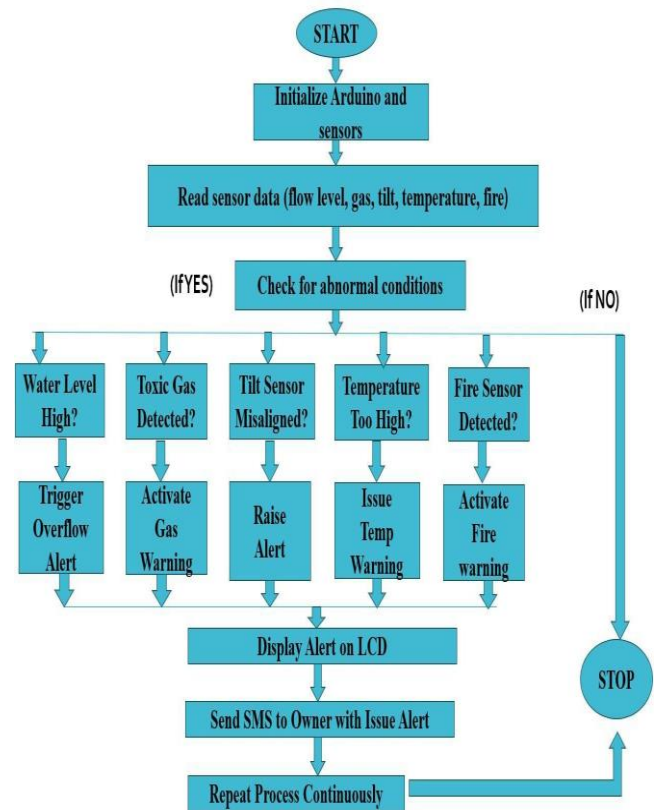 START
Initialize Arduino and
sensors
Read sensor data (flow level, gas, tilt, temperature, fire)
(IfYES)
Check for abnormal conditions
(If NO)
Water Level
High?
Toxic Gas
Detected?
Tilt Sensor
Misaligned?
Temperature
Too High?
Fire Sensor
Detected?
Trigger
Overflow
Alert
Activate
Gas
Warning
Raise
Alert
Issue
Temp
Warning
Activate
Fire
warning
Display Alert on LCD
STOP
Send SMS to Owner with Issue Alert
Repeat Process Continuously